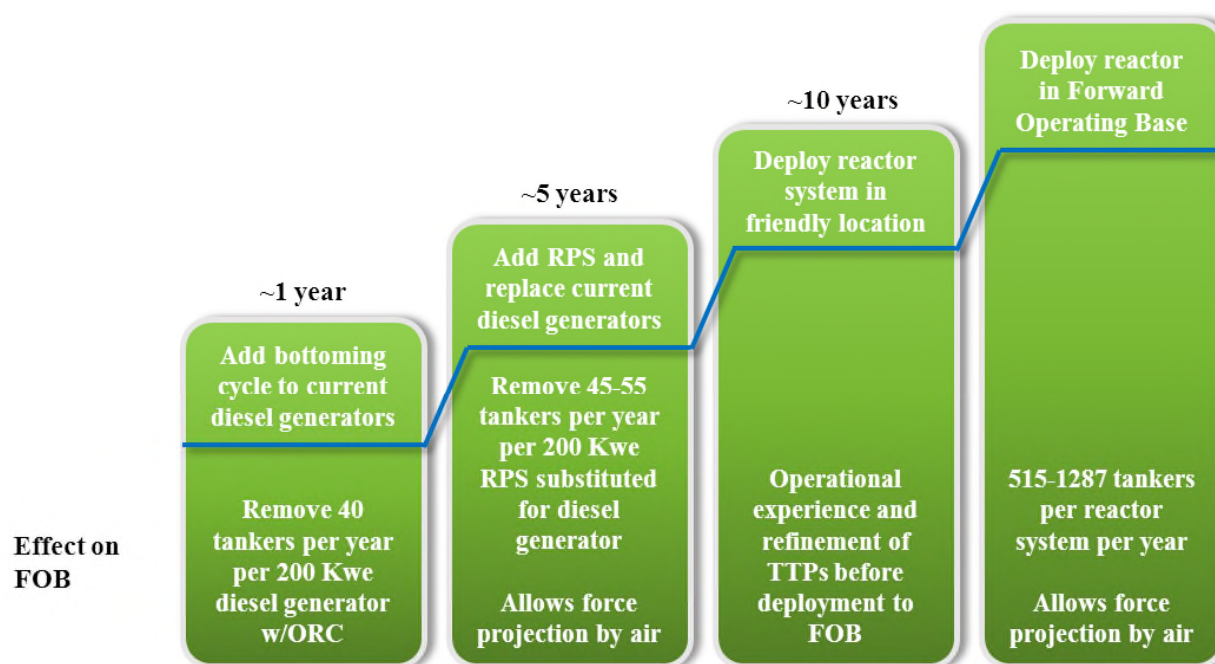 ~1 year
Add bottoming
cycle to current
diesel generators
Remove 40
tankers per year
per 200 Kwe
diesel generator
w/ORC
~5 years
Add RPS and
replace current
diesel generators
Remove 45-55
tankers per year
per 200 Kwe
RPS substituted
for diesel
generator
Allows force
projection by air
~10 years
Deploy reactor
system in
friendly location
Operational
experience and
refinement of
TTPs before
deployment to
FOB
Deploy reactor
in Forward
Operating Base
515-1287 tankers
per reactor
system per year
Allows force
projection by air
Effect on
FOB